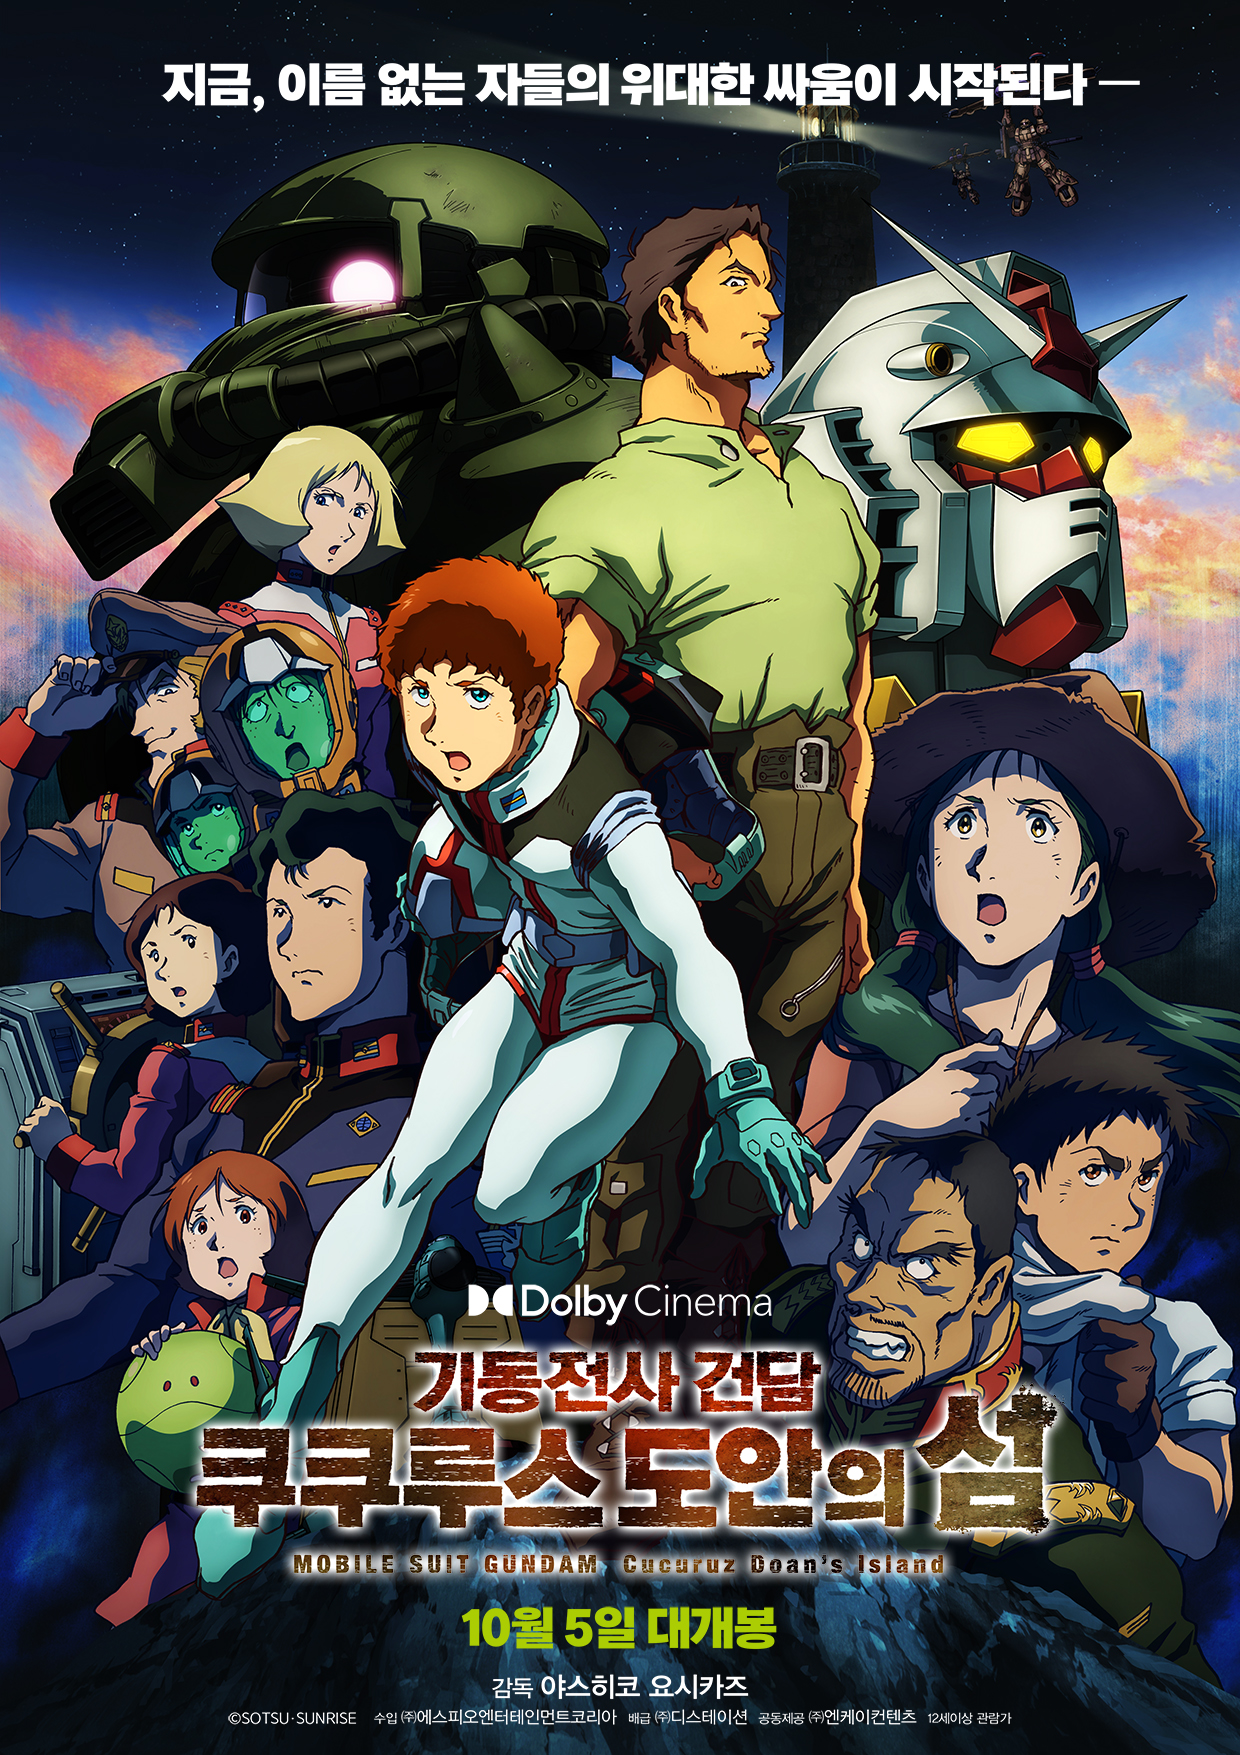 지금, 이름 없는 자들의 위대한 싸움이 시작된다 —
Dolby Cinema
기동전사 건담
쿠쿠루스 도안의 섬
MOBILE SUIT GUNDAM Cucuruz Doan's Island
10월 5일 대개봉
감독 야스히코 요시카즈
©SOTSU·SUNRISE 수입 ㈜에스피오엔터테인먼트코리아 배급 ㈜디스테이션 공동제공 ㈜엔케이컨텐츠 12세이상 관람가